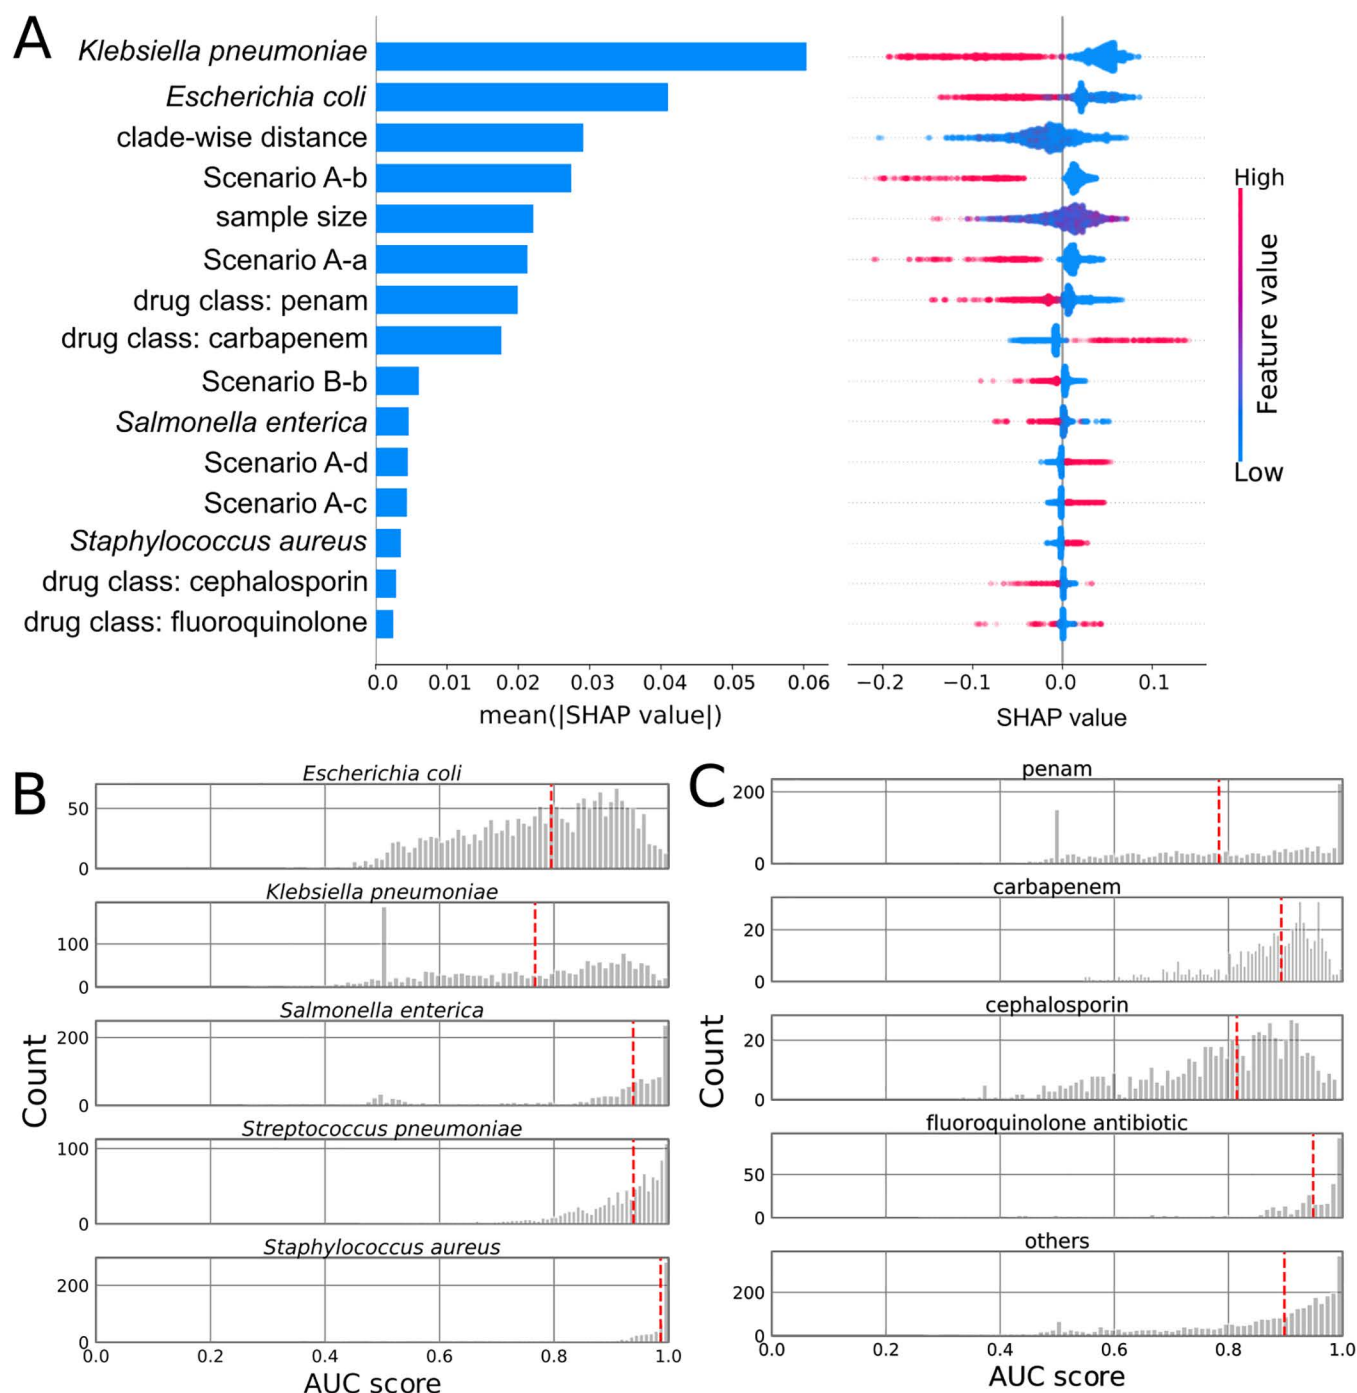 A
Klebsiella pneumoniae
Escherichia coli
clade-wise distance
Scenario A-b
sample size
Scenario A-a
drug class: penam
drug class: carbapenem
Scenario B-b
Salmonella enterica
Scenario A-d
Scenario A-c
Staphylococcus aureus
drug class: cephalosporin
drug class: fluoroquinolone
0.0 0.01 0.02 0.03 0.04 0.05 0.06
mean(|SHAP value|)
−0.2 −0.1 0.0 0.1
SHAP value
High
Feature value
Low
B
Escherichia coli
50
0
Klebsiella pneumoniae
100
0
Salmonella enterica
200
0
Streptococcus pneumoniae
100
0
Staphylococcus aureus
200
0
Count
0.0 0.2 0.4 0.6 0.8 1.0
AUC score
C
penam
200
0
carbapenem
20
0
cephalosporin
20
0
fluoroquinolone antibiotic
50
0
others
200
0
Count
0.0 0.2 0.4 0.6 0.8 1.0
AUC score